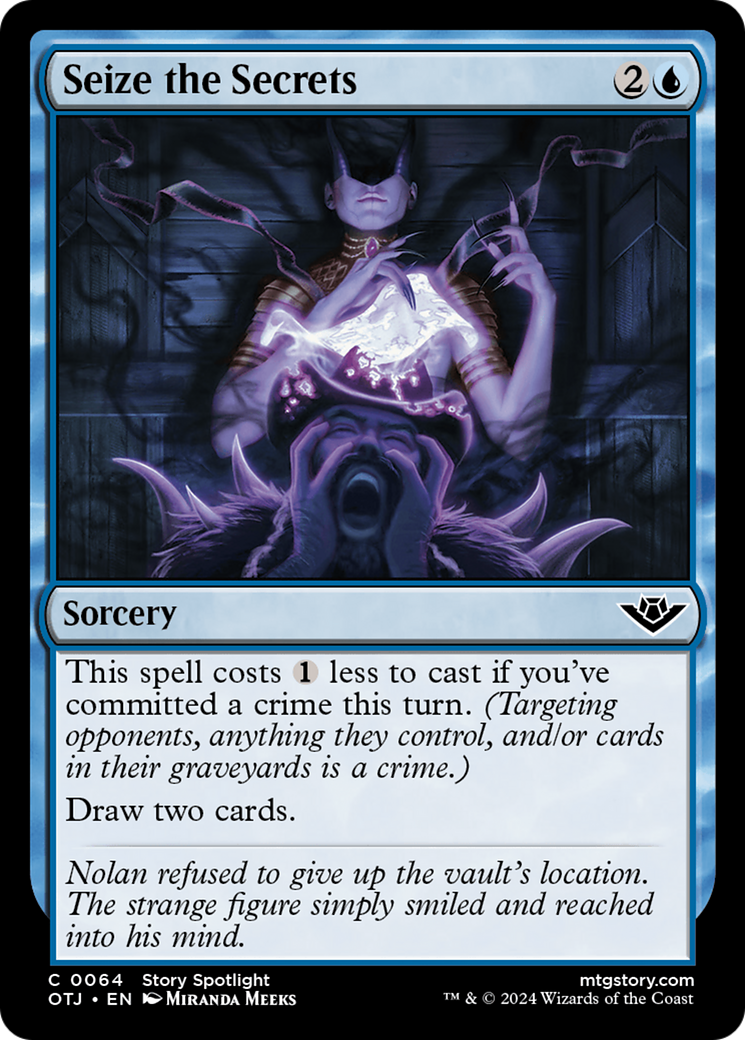 Seize the Secrets 2
Sorcery
This spell costs 1 less to cast if you've
committed a crime this turn. (Targeting
opponents, anything they control, and/or cards
in their graveyards is a crime.)
Draw two cards.
Nolan refused to give up the vault's location.
The strange figure simply smiled and reached
into his mind.
C 0064 Story Spotlight mtgstory.com
OTJ • EN Miranda Meeks ™ & © 2024 Wizards of the Coast